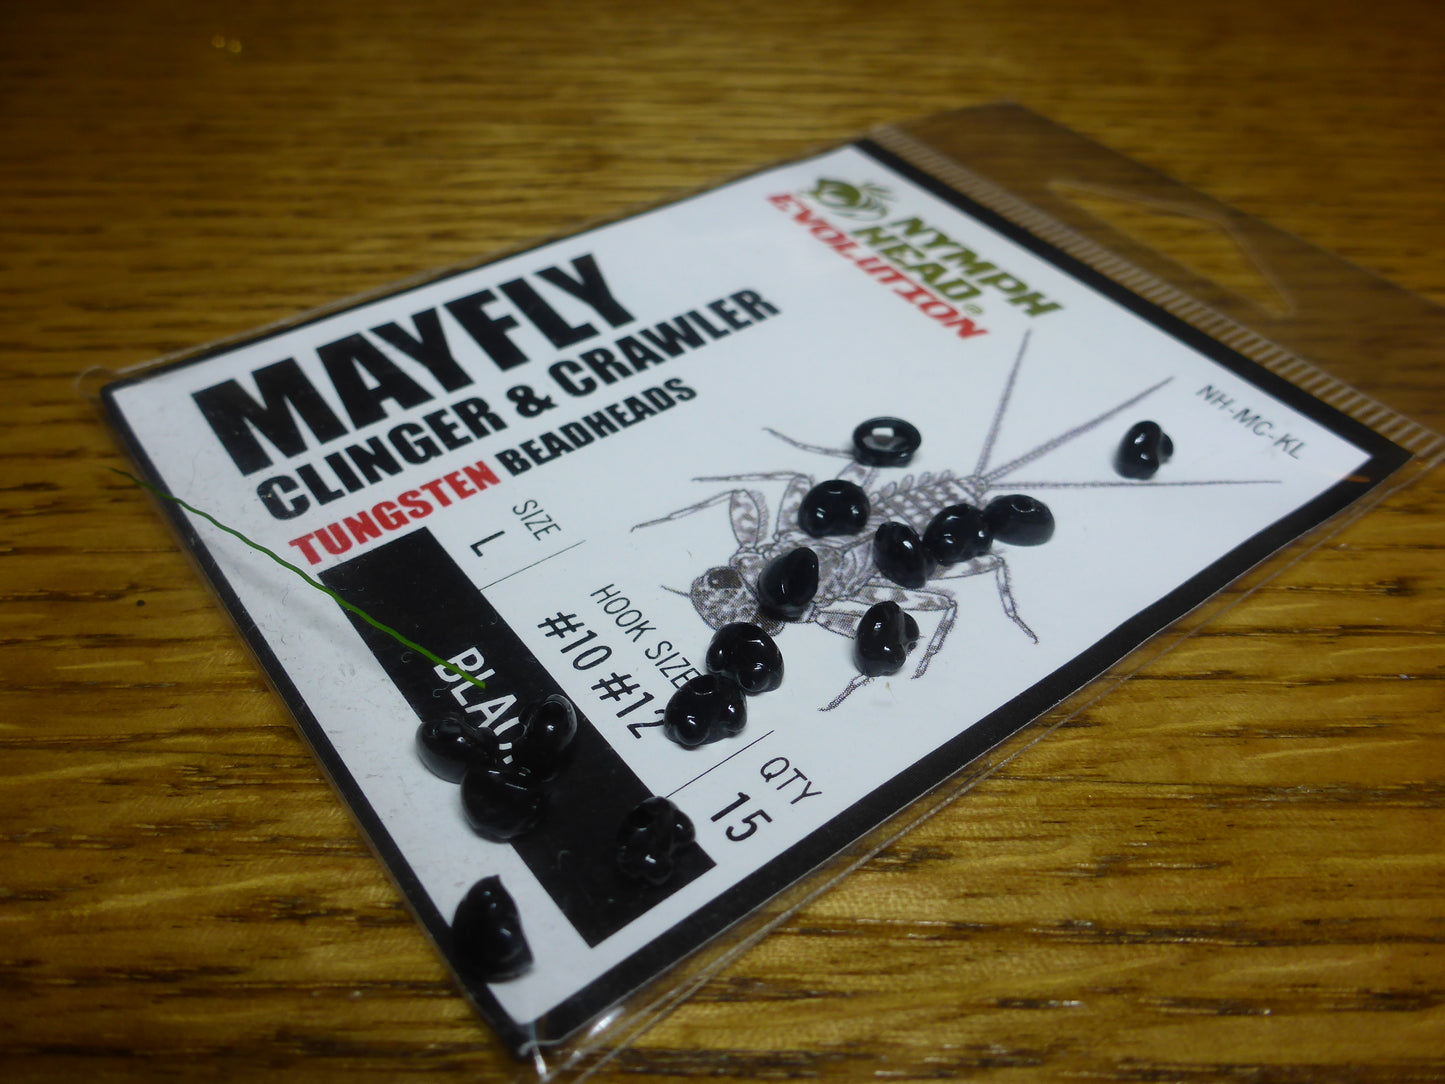 NYMPH
HEAD®
EVOLUTION
MAYFLY
CLINGER & CRAWLER
TUNGSTEN BEADHEADS
NH-MC-KL
SIZE
L
HOOK SIZE
#10 #12
QTY
15